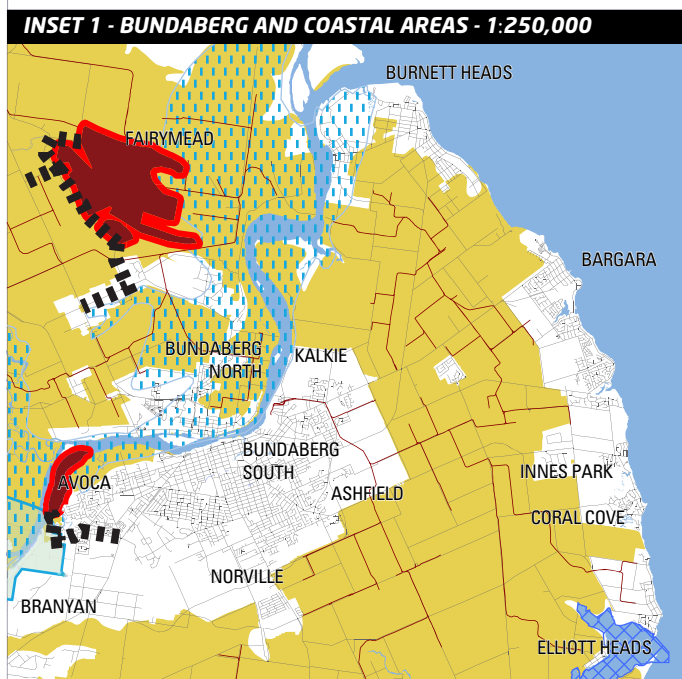 INSET 1 - BUNDABERG AND COASTAL AREAS - 1:250,000
BURNETT HEADS
FAIRYMEAD
BARGARA
BUNDABERG
NORTH
KALKIE
BUNDABERG
SOUTH
AVOCA
INNES PARK
ASHFIELD
CORAL COVE
NORVILLE
BRANYAN
ELLIOTT HEADS